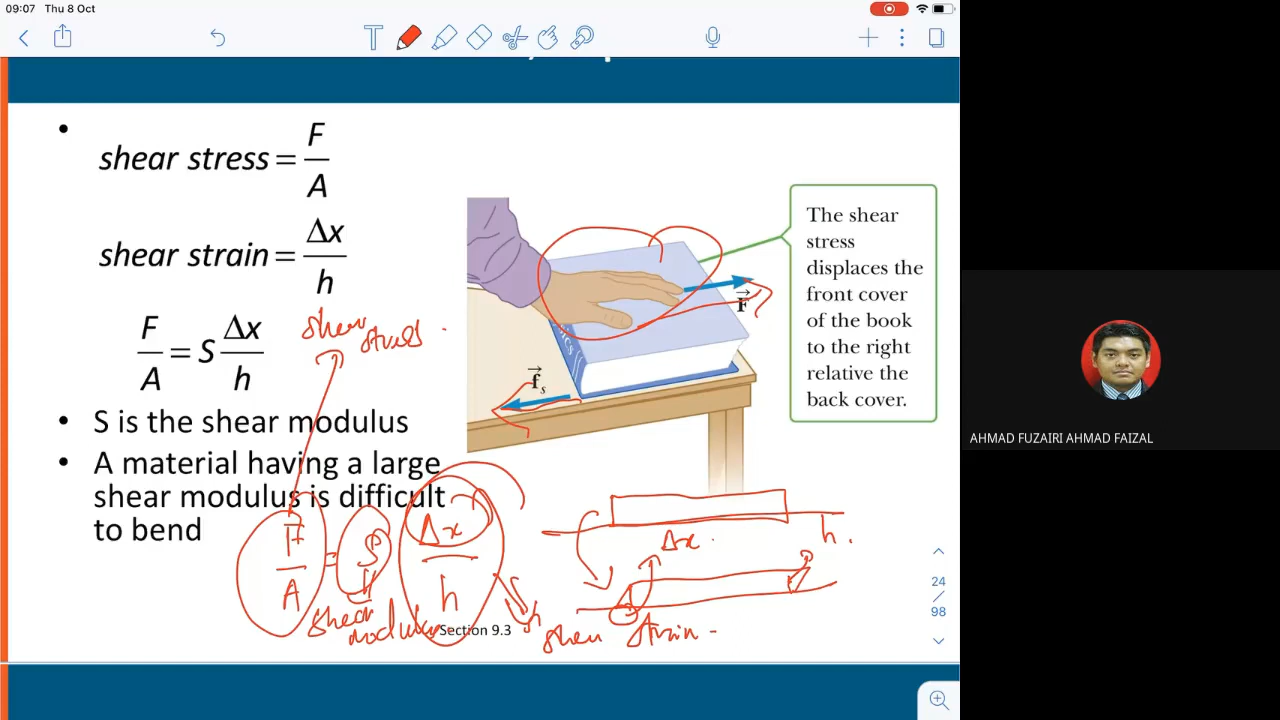 09:07 Thu 8 Oct
•
shear stress = F/A
shear strain = Δx/h
F/A = S Δx/h
shear
stress
• S is the shear modulus
• A material having a large
shear modulus is difficult
to bend
F/A = S Δx/h
shear
modulus
Section 9.3
shear strain
F
f s
The shear
stress
displaces the
front cover
of the book
to the right
relative the
back cover.
Δx
h
24
/
98
AHMAD FUZAIRI AHMAD FAIZAL